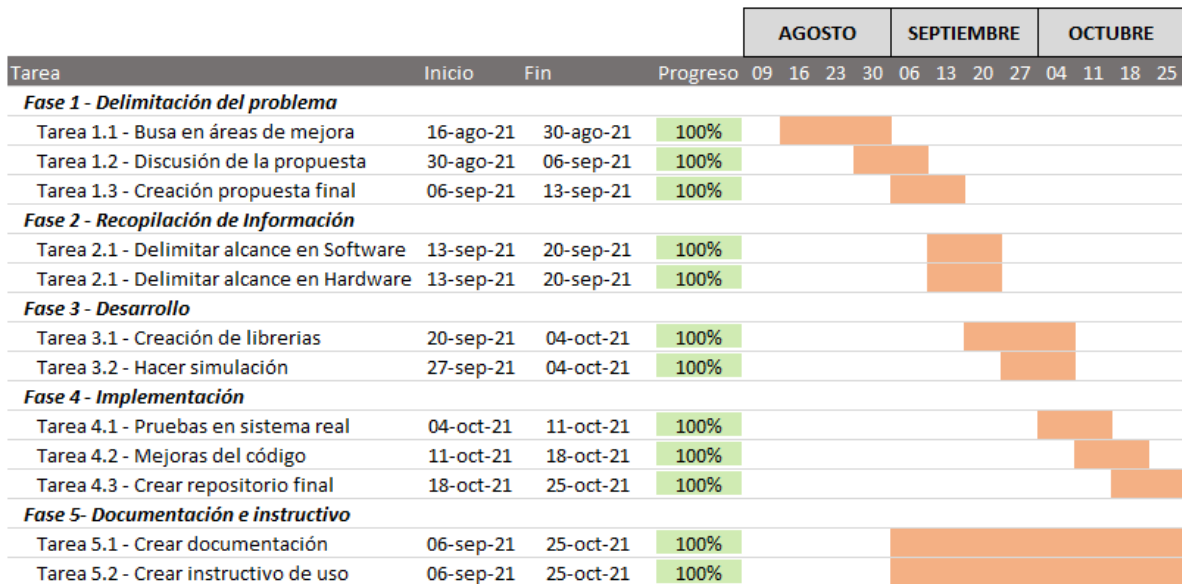 AGOSTO SEPTIEMBRE OCTUBRE
Tarea Inicio Fin Progreso 09 16 23 30 06 13 20 27 04 11 18 25
Fase 1 - Delimitación del problema
Tarea 1.1 - Busa en áreas de mejora 16-ago-21 30-ago-21 100%
Tarea 1.2 - Discusión de la propuesta 30-ago-21 06-sep-21 100%
Tarea 1.3 - Creación propuesta final 06-sep-21 13-sep-21 100%
Fase 2 - Recopilación de Información
Tarea 2.1 - Delimitar alcance en Software 13-sep-21 20-sep-21 100%
Tarea 2.1 - Delimitar alcance en Hardware 13-sep-21 20-sep-21 100%
Fase 3 - Desarrollo
Tarea 3.1 - Creación de librerias 20-sep-21 04-oct-21 100%
Tarea 3.2 - Hacer simulación 27-sep-21 04-oct-21 100%
Fase 4 - Implementación
Tarea 4.1 - Pruebas en sistema real 04-oct-21 11-oct-21 100%
Tarea 4.2 - Mejoras del código 11-oct-21 18-oct-21 100%
Tarea 4.3 - Crear repositorio final 18-oct-21 25-oct-21 100%
Fase 5- Documentación e instructivo
Tarea 5.1 - Crear documentación 06-sep-21 25-oct-21 100%
Tarea 5.2 - Crear instructivo de uso 06-sep-21 25-oct-21 100%